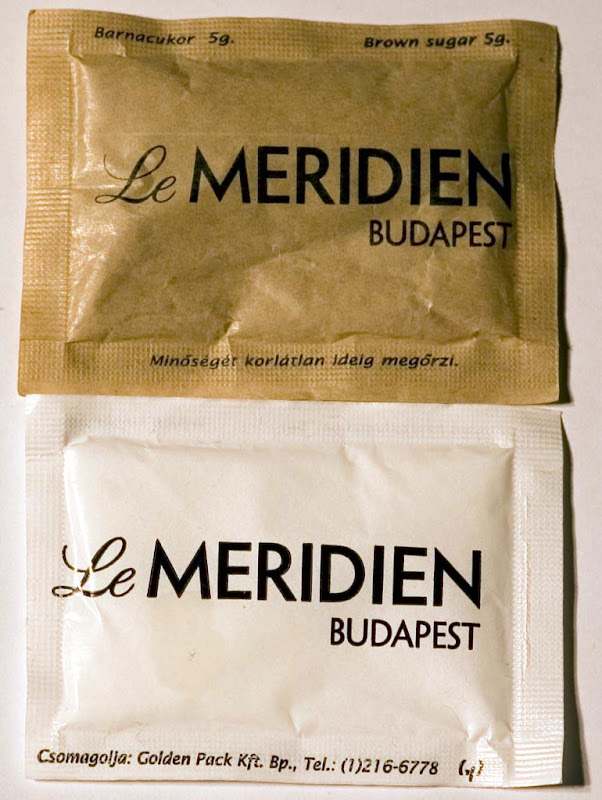 Barnacukor 5g. Brown sugar 5g.
Le MERIDIEN
BUDAPEST
Minőségét korlátlan ideig megőrzi.
Le MERIDIEN
BUDAPEST
Csomagolja: Golden Pack Kft. Bp., Tel.: (1)216-6778